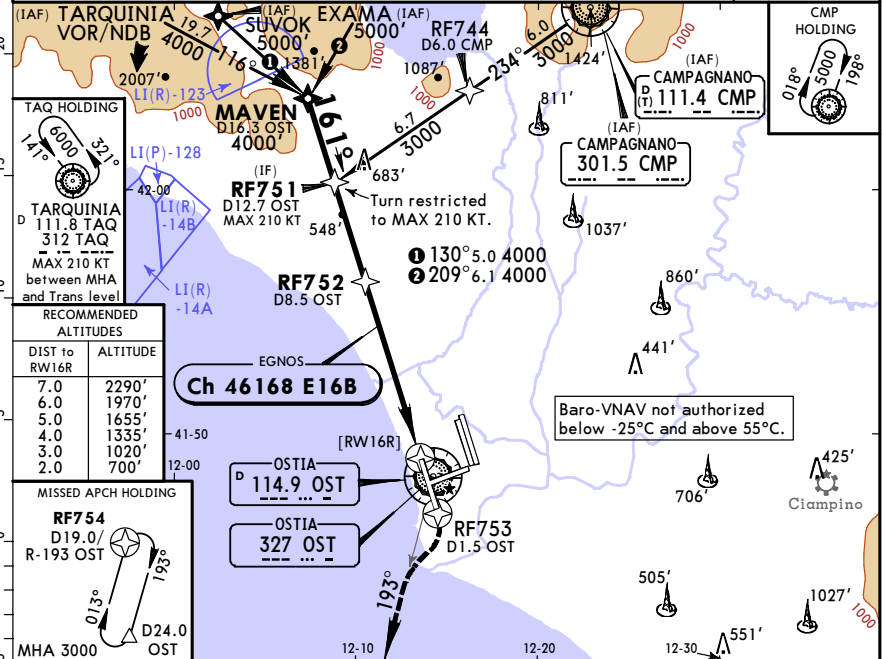 (IAF) TARQUINIA
VOR/NDB
19.7
4000
116°
(IAF)
SUVOK
5000'
EXAMA (IAF)
5000'
❶
❷
1381'
1000
2007'
LI(R)-123
1000
MAVEN
D16.3 OST
4000'
161°
RF744
D6.0 CMP
1087'
1000
234°
6.0
3000
1424'
1000
6.7
3000
811'
(IAF)
CAMPAGNANO
D
(T) 111.4 CMP
(IAF)
CAMPAGNANO
301.5 CMP
CMP
HOLDING
018°
5000
198°
TAQ HOLDING
6000
141°
321°
D
TARQUINIA
111.8 TAQ
312 TAQ
MAX 210 KT
between MHA
and Trans level
LI(P)-128
42-00
LI(R)
-14B
LI(R)
-14A
(IF)
RF751
D12.7 OST
MAX 210 KT
683'
Turn restricted
to MAX 210 KT.
548'
❶ 130° 5.0 4000
❷ 209° 6.1 4000
1037'
RF752
D8.5 OST
860'
441'
RECOMMENDED
ALTITUDES
DIST to
RW16R
ALTITUDE
7.0 2290'
6.0 1970'
5.0 1655'
4.0 1335'
3.0 1020'
2.0 700'
EGNOS
Ch 46168 E16B
Baro-VNAV not authorized
below -25°C and above 55°C.
41-50
12-00
[RW16R]
OSTIA
D 114.9 OST
OSTIA
327 OST
425'
Ciampino
706'
RF753
D1.5 OST
MISSED APCH HOLDING
RF754
D19.0/
R-193 OST
013°
193°
D24.0
OST
MHA 3000
193°
505'
1027'
1000
551'
12-10
12-20
12-30